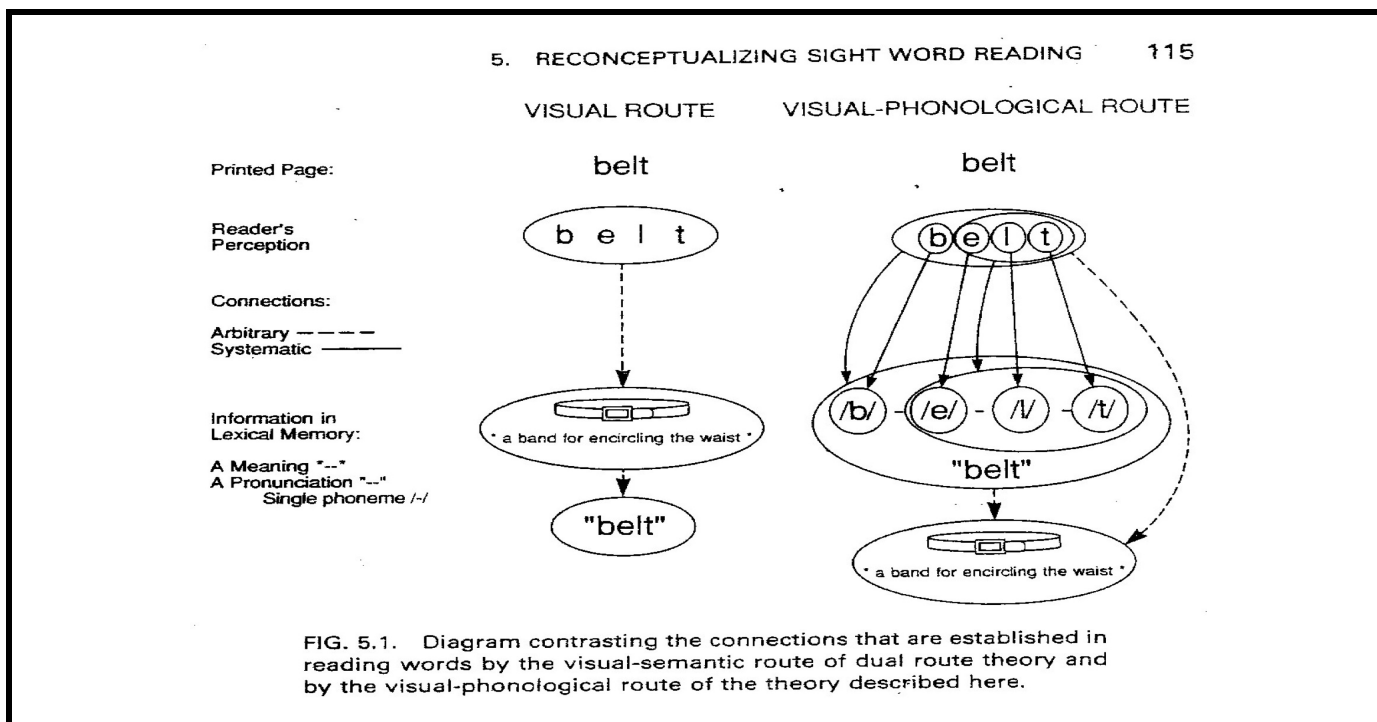 5. RECONCEPTUALIZING SIGHT WORD READING 115
VISUAL ROUTE VISUAL-PHONOLOGICAL ROUTE
Printed Page: belt belt
Reader's
Perception
b e l t b e l t
Connections:
Arbitrary
Systematic
Information in
Lexical Memory:
A Meaning "--"
A Pronunciation "--"
Single phoneme /-/
" a band for encircling the waist "
"belt"
/b/ - /e/ - /l/ - /t/
"belt"
" a band for encircling the waist "
FIG. 5.1. Diagram contrasting the connections that are established in
reading words by the visual-semantic route of dual route theory and
by the visual-phonological route of the theory described here.